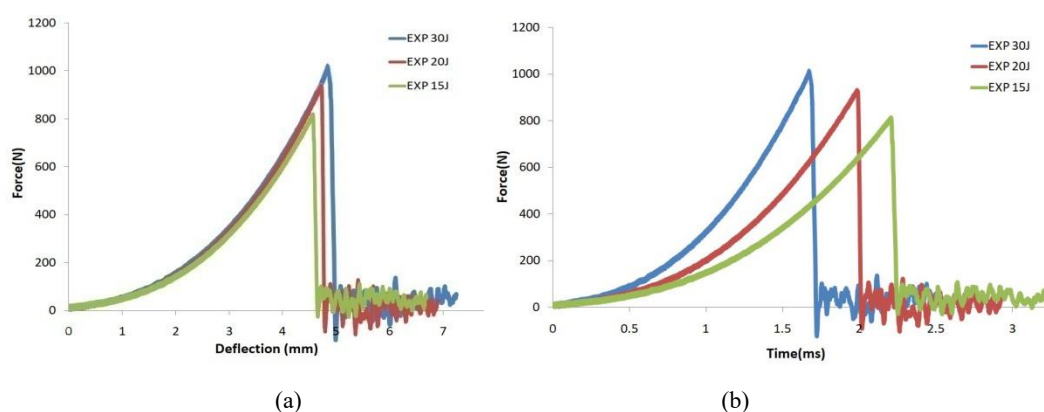 1200
1000
800
600
400
200
0
Force(N)
0 1 2 3 4 5 6 7
Deflection (mm)
EXP 30J
EXP 20J
EXP 15J
(a)
1200
1000
800
600
400
200
0
Force(N)
0 0.5 1 1.5 2 2.5 3
Time(ms)
EXP 30J
EXP 20J
EXP 15J
(b)